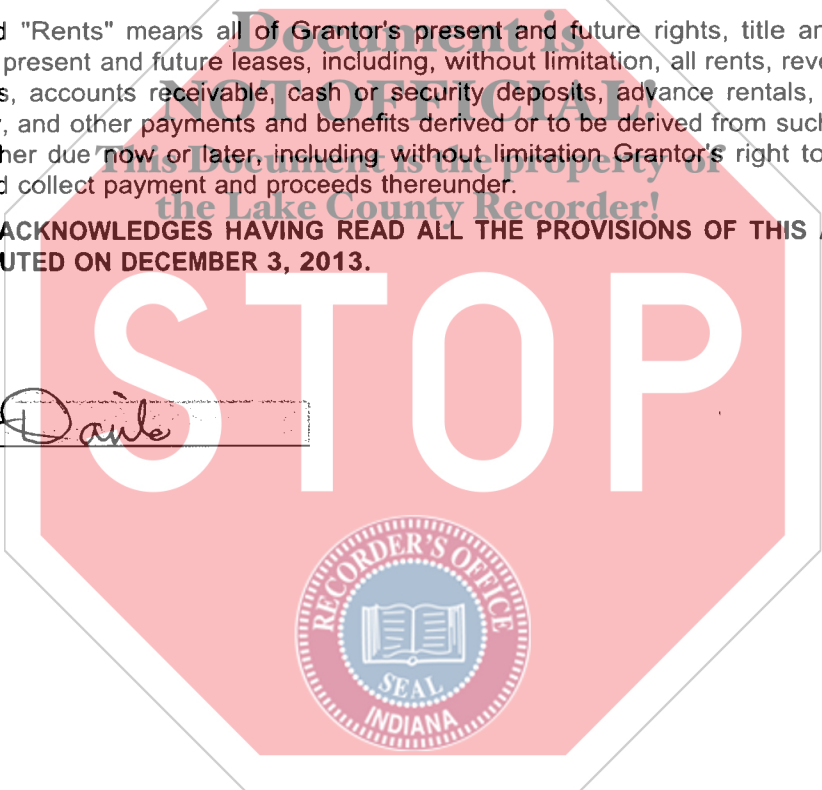 d "Rents" means all of Grantor's present and future rights, title an
Document is
present and future leases, including, without limitation, all rents, reve
s, accounts receivable, cash or security deposits, advance rentals,
NOT OFFICIAL!
, and other payments and benefits derived or to be derived from such
her due now or later, including without limitation Grantor's right to
This Document is the property of
d collect payment and proceeds thereunder.
the Lake County Recorder!
ACKNOWLEDGES HAVING READ ALL THE PROVISIONS OF THIS
UTED ON DECEMBER 3, 2013.
STOP
RECORDER'S OFFICE
SEAL
INDIANA